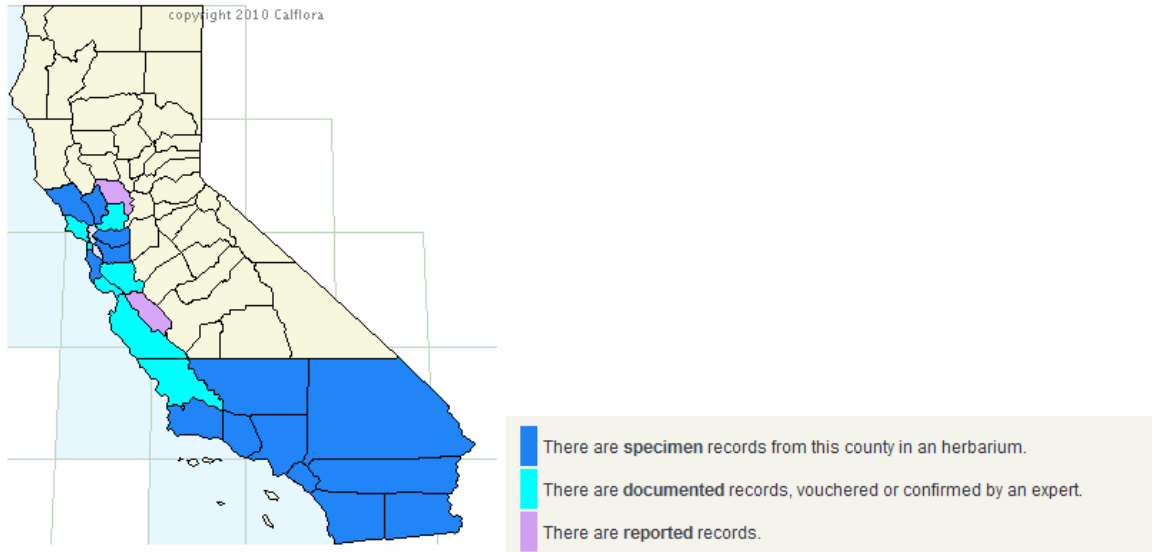 copyright 2010 Calflora
There are specimen records from this county in an herbarium.
There are documented records, vouchered or confirmed by an expert.
There are reported records.